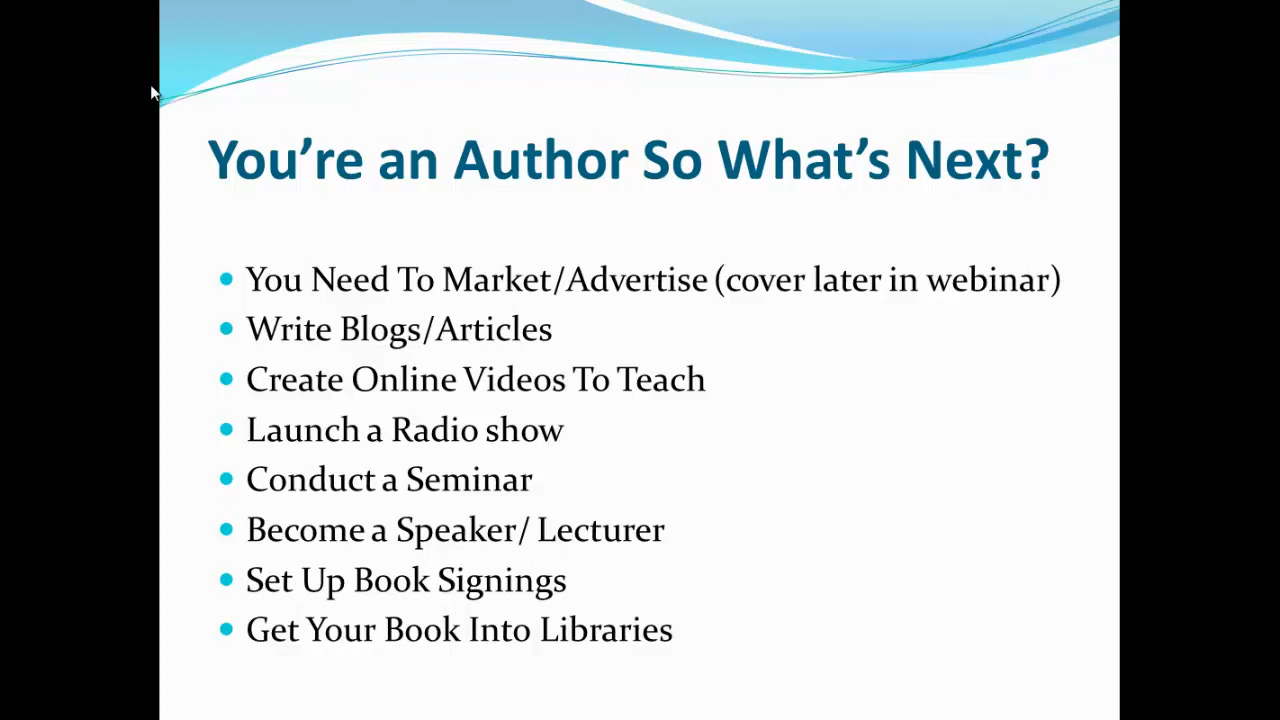 You’re an Author So What’s Next?
• You Need To Market/Advertise (cover later in webinar)
• Write Blogs/Articles
• Create Online Videos To Teach
• Launch a Radio show
• Conduct a Seminar
• Become a Speaker/ Lecturer
• Set Up Book Signings
• Get Your Book Into Libraries